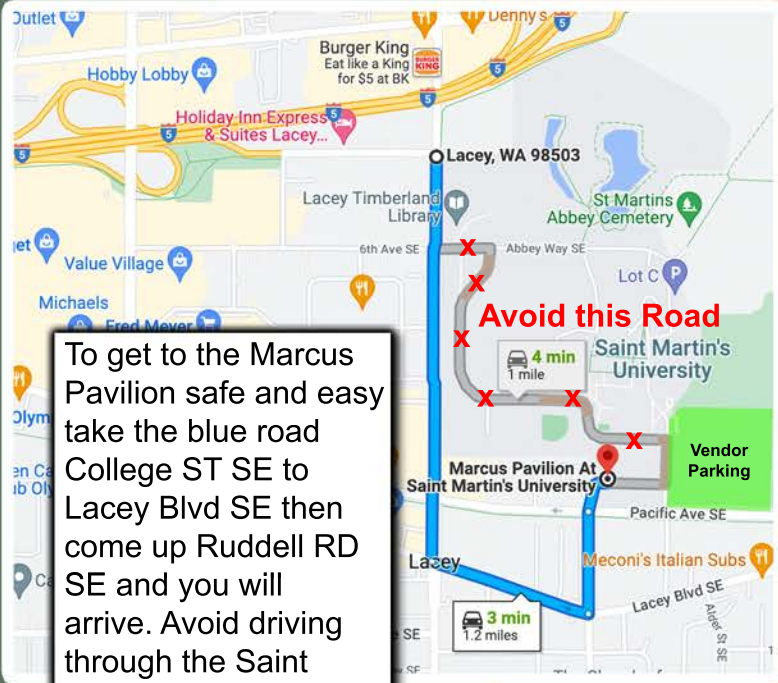 Outlet
Denny's
Burger King
Eat like a King
for $5 at BK
BURGER
KING
Hobby Lobby
5
5
5
5
5
5
Holiday Inn Express
& Suites Lacey...
Lacey, WA 98503
Lacey Timberland
Library
St Martins
Abbey Cemetery
6th Ave SE
Abbey Way SE
x
Value Village
Lot C
P
x
Michaels
Avoid this Road
Fred Meyer
x
4 min
1 mile
Saint Martin's
University
x
x
x
Vendor
Parking
Marcus Pavilion At
Saint Martin's University
Pacific Ave SE
Lacey
Meconi's Italian Subs
Lacey Blvd SE
Alder St SE
3 min
1.2 miles
SE
To get to the Marcus
Pavilion safe and easy
take the blue road
College ST SE to
Lacey Blvd SE then
come up Ruddell RD
SE and you will
arrive. Avoid driving
through the Saint